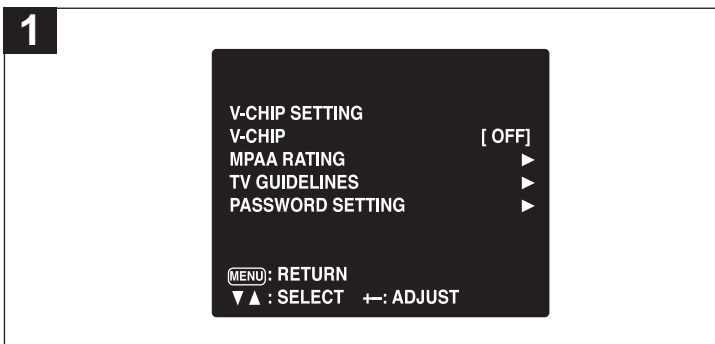 1
V-CHIP SETTING
V-CHIP [ OFF]
MPAA RATING ►
TV GUIDELINES ►
PASSWORD SETTING ►
MENU: RETURN
▼▲ : SELECT +–: ADJUST